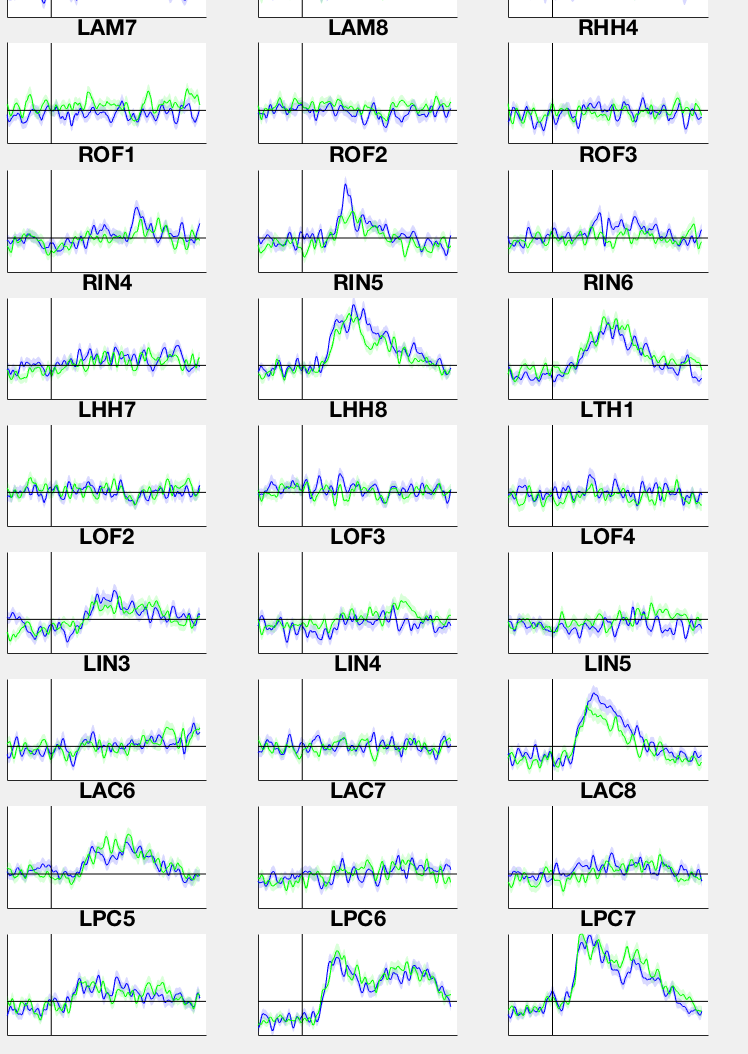 LAM7 LAM8 RHH4
ROF1 ROF2 ROF3
RIN4 RIN5 RIN6
LHH7 LHH8 LTH1
LOF2 LOF3 LOF4
LIN3 LIN4 LIN5
LAC6 LAC7 LAC8
LPC5 LPC6 LPC7